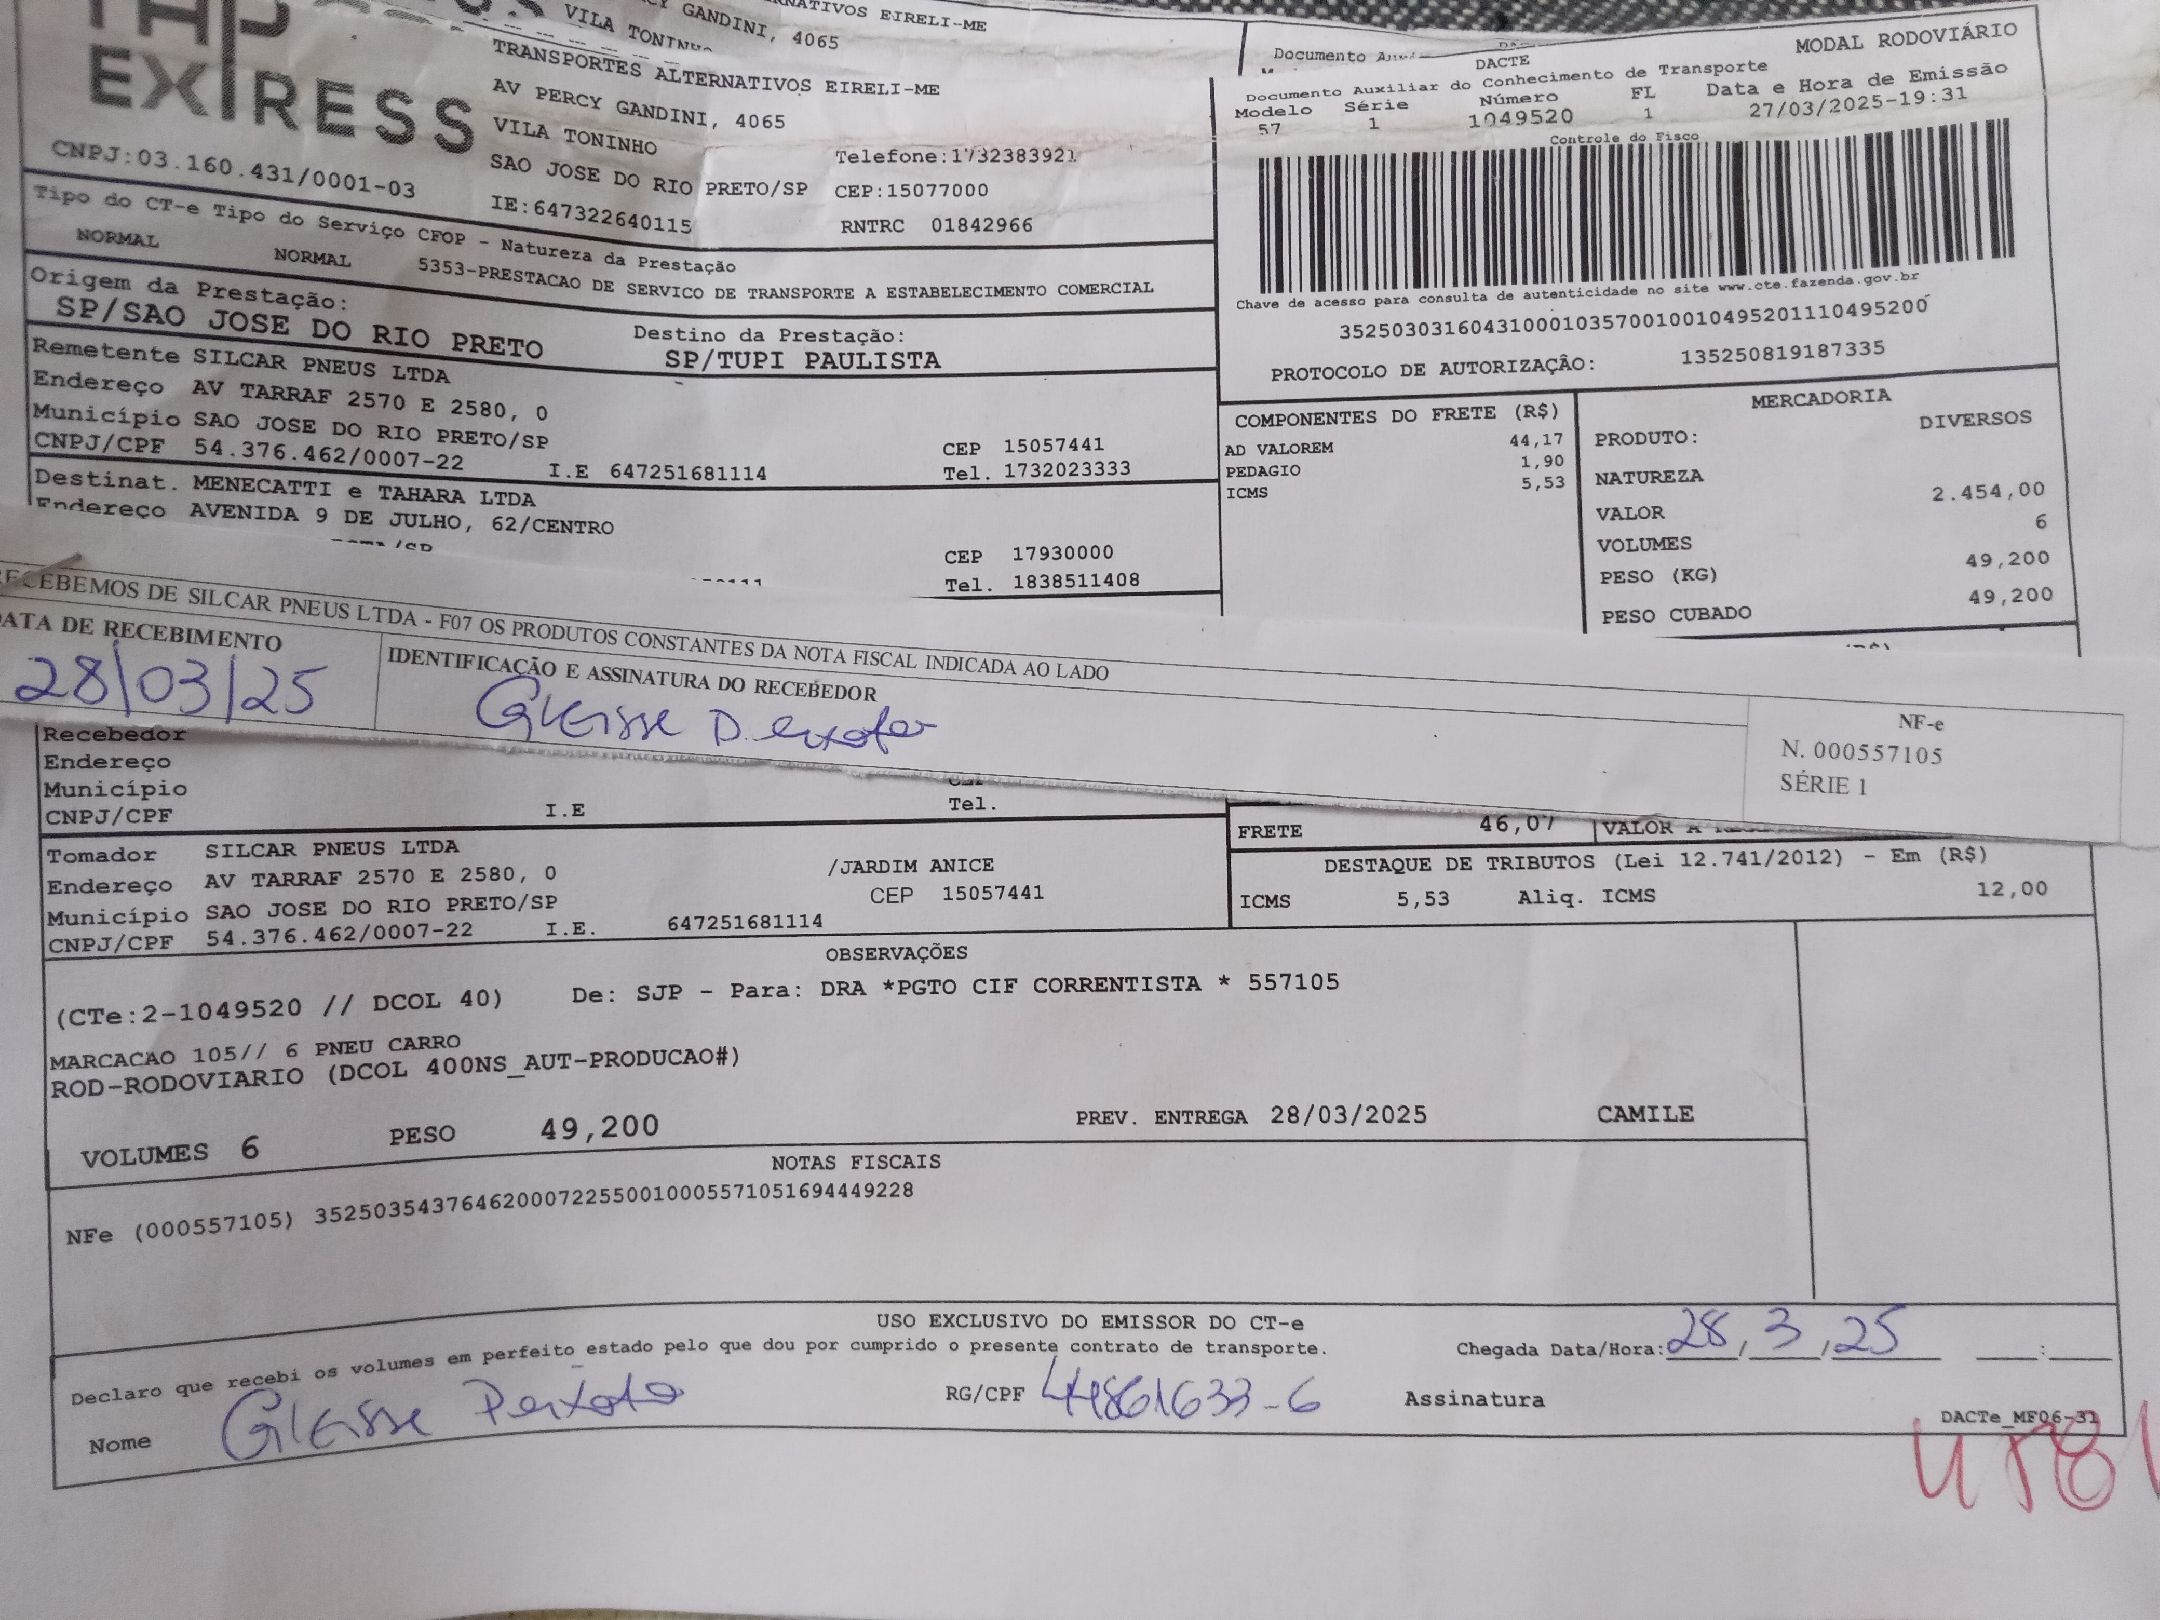 GANDINI, 4065
EIRELI-ME
VILA
EXPRESS
TRANSPORTES ALTERNATIVOS EIRELI-ME
AV PERCY GANDINI, 4065
VILA TONINHO
SAO JOSE DO RIO PRETO/SP
IE:647322640115
Telefone:1732383921
CEP:15077000
RNTRC 01842966
CNPJ:03.160.431/0001-03
Documento
DACTE
MODAL RODOVIÁRIO
Documento Auxiliar do Conhecimento de Transporte
Modelo Série Número FL Data e Hora de Emissão
57 1 1049520 1 27/03/2025-19:31
Controle do Fisco
Chave de acesso para consulta de autenticidade no site www.cte.fazenda.gov.br
35250303160431000103570010010495201110495200
PROTOCOLO DE AUTORIZAÇÃO: 135250819187335
Tipo do CT-e Tipo do Serviço CFOP - Natureza da Prestação
NORMAL NORMAL 5353-PRESTACAO DE SERVICO DE TRANSPORTE A ESTABELECIMENTO COMERCIAL
Origem da Prestação: Destino da Prestação:
SP/SAO JOSE DO RIO PRETO SP/TUPI PAULISTA
Remetente SILCAR PNEUS LTDA
Endereço AV TARRAF 2570 E 2580, 0
Município SAO JOSE DO RIO PRETO/SP CEP 15057441
CNPJ/CPF 54.376.462/0007-22 I.E 647251681114 Tel. 1732023333
Destinat. MENECATTI e TAHARA LTDA
Endereço AVENIDA 9 DE JULHO, 62/CENTRO
CEP 17930000
Tel. 1838511408
COMPONENTES DO FRETE (R$)
AD VALOREM 44,17
PEDAGIO 1,90
ICMS 5,53
MERCADORIA
PRODUTO: DIVERSOS
NATUREZA
VALOR 2.454,00
VOLUMES 6
PESO (KG) 49,200
PESO CUBADO 49,200
RECEBEMOS DE SILCAR PNEUS LTDA - F07 OS PRODUTOS CONSTANTES DA NOTA FISCAL INDICADA AO LADO
DATA DE RECEBIMENTO IDENTIFICAÇÃO E ASSINATURA DO RECEBEDOR
28/03/25 Gleisse Peixoto
NF-e
N. 000557105
SÉRIE 1
Recebedor
Endereço
Município
CNPJ/CPF I.E Tel.
FRETE 46,07 VALOR A
Tomador SILCAR PNEUS LTDA
Endereço AV TARRAF 2570 E 2580, 0 /JARDIM ANICE
Município SAO JOSE DO RIO PRETO/SP CEP 15057441
CNPJ/CPF 54.376.462/0007-22 I.E. 647251681114
DESTAQUE DE TRIBUTOS (Lei 12.741/2012) - Em (R$)
ICMS 5,53 Aliq. ICMS 12,00
OBSERVAÇÕES
(CTe:2-1049520 // DCOL 40) De: SJP - Para: DRA *PGTO CIF CORRENTISTA * 557105
MARCACAO 105// 6 PNEU CARRO
ROD-RODOVIARIO (DCOL 400NS_AUT-PRODUCAO#)
VOLUMES 6 PESO 49,200 PREV. ENTREGA 28/03/2025 CAMILE
NOTAS FISCAIS
NFe (000557105) 35250354376462000722550010005571051694449228
USO EXCLUSIVO DO EMISSOR DO CT-e
Declaro que recebi os volumes em perfeito estado pelo que dou por cumprido o presente contrato de transporte. Chegada Data/Hora: 28/3/25 :
Nome Gleisse Peixoto RG/CPF 44861633-6 Assinatura
DACTe_MF06-31